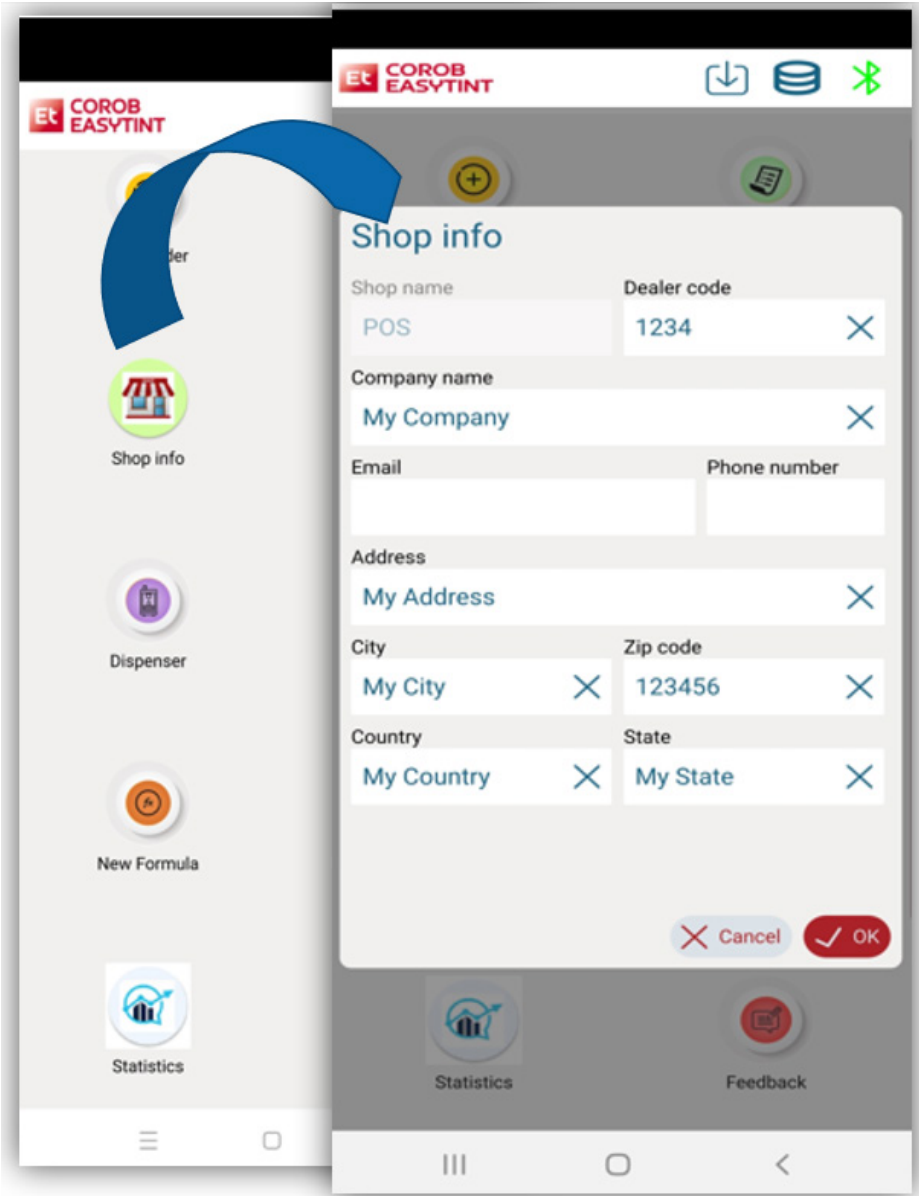 Et COROB
EASYTINT
der
Shop info
Dispenser
New Formula
fx
Statistics
Et COROB
EASYTINT
Shop info
Shop name Dealer code
POS 1234
Company name
My Company
Email Phone number
Address
My Address
City Zip code
My City 123456
Country State
My Country My State
Cancel OK
Statistics Feedback